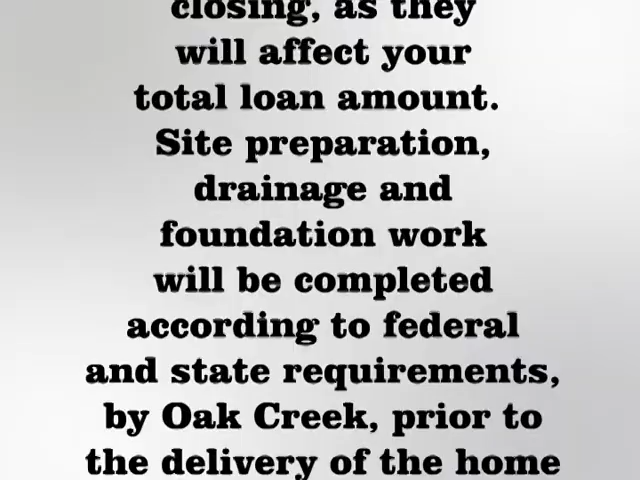 closing, as they
will affect your
total loan amount.
Site preparation,
drainage and
foundation work
will be completed
according to federal
and state requirements,
by Oak Creek, prior to
the delivery of the home